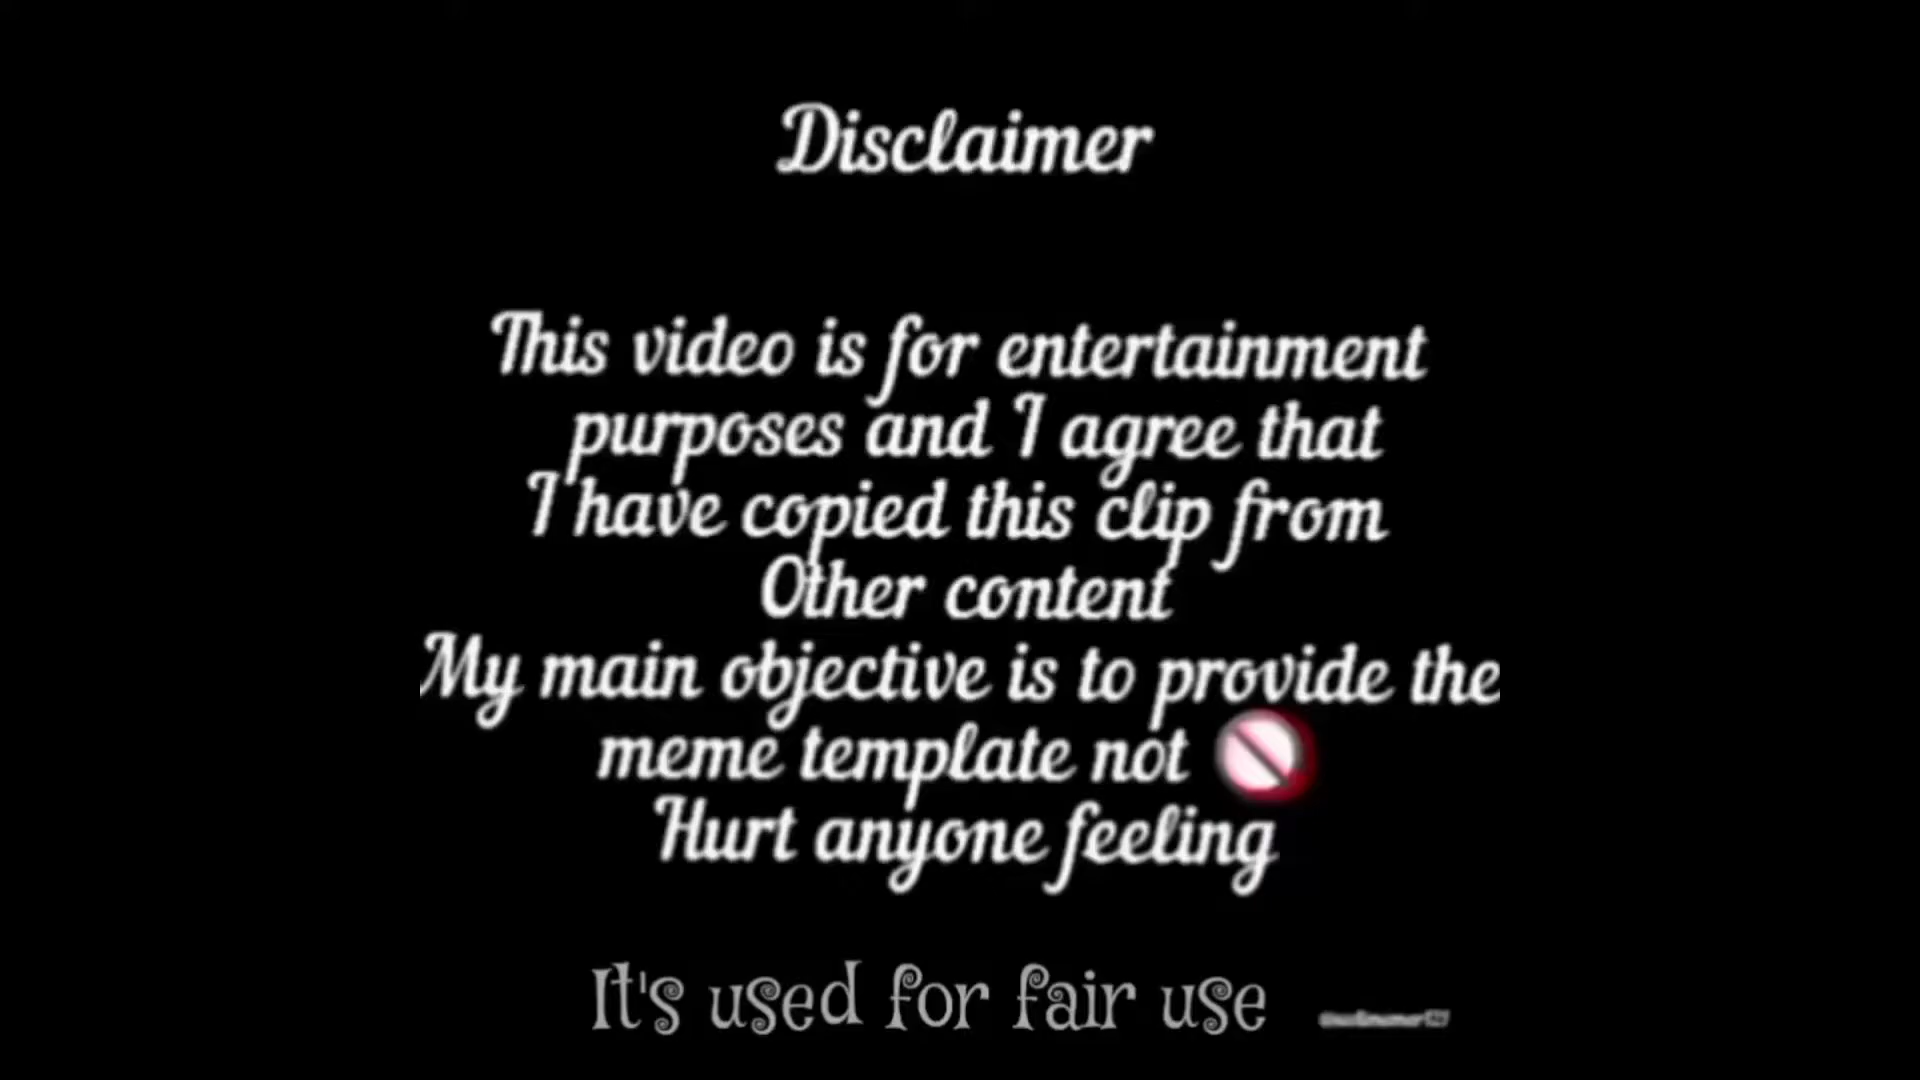 Disclaimer
This video is for entertainment
purposes and I agree that
I have copied this clip from
Other content
My main objective is to provide the
meme template not 🚫
Hurt anyone feeling
It's used for fair use